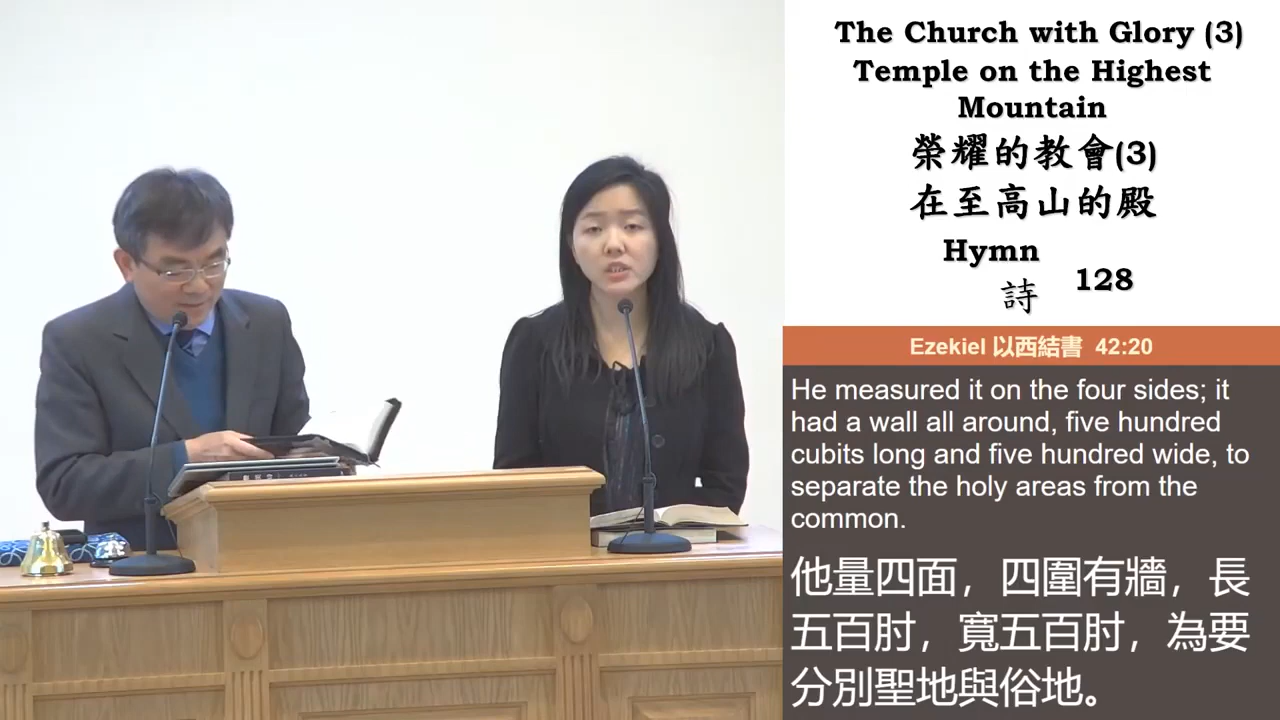 The Church with Glory (3)
Temple on the Highest
Mountain
榮耀的教會(3)
在至高山的殿
Hymn
詩
128
Ezekiel 以西結書 42:20
He measured it on the four sides; it
had a wall all around, five hundred
cubits long and five hundred wide, to
separate the holy areas from the
common.
他量四面，四圍有牆，長
五百肘，寬五百肘，為要
分別聖地與俗地。